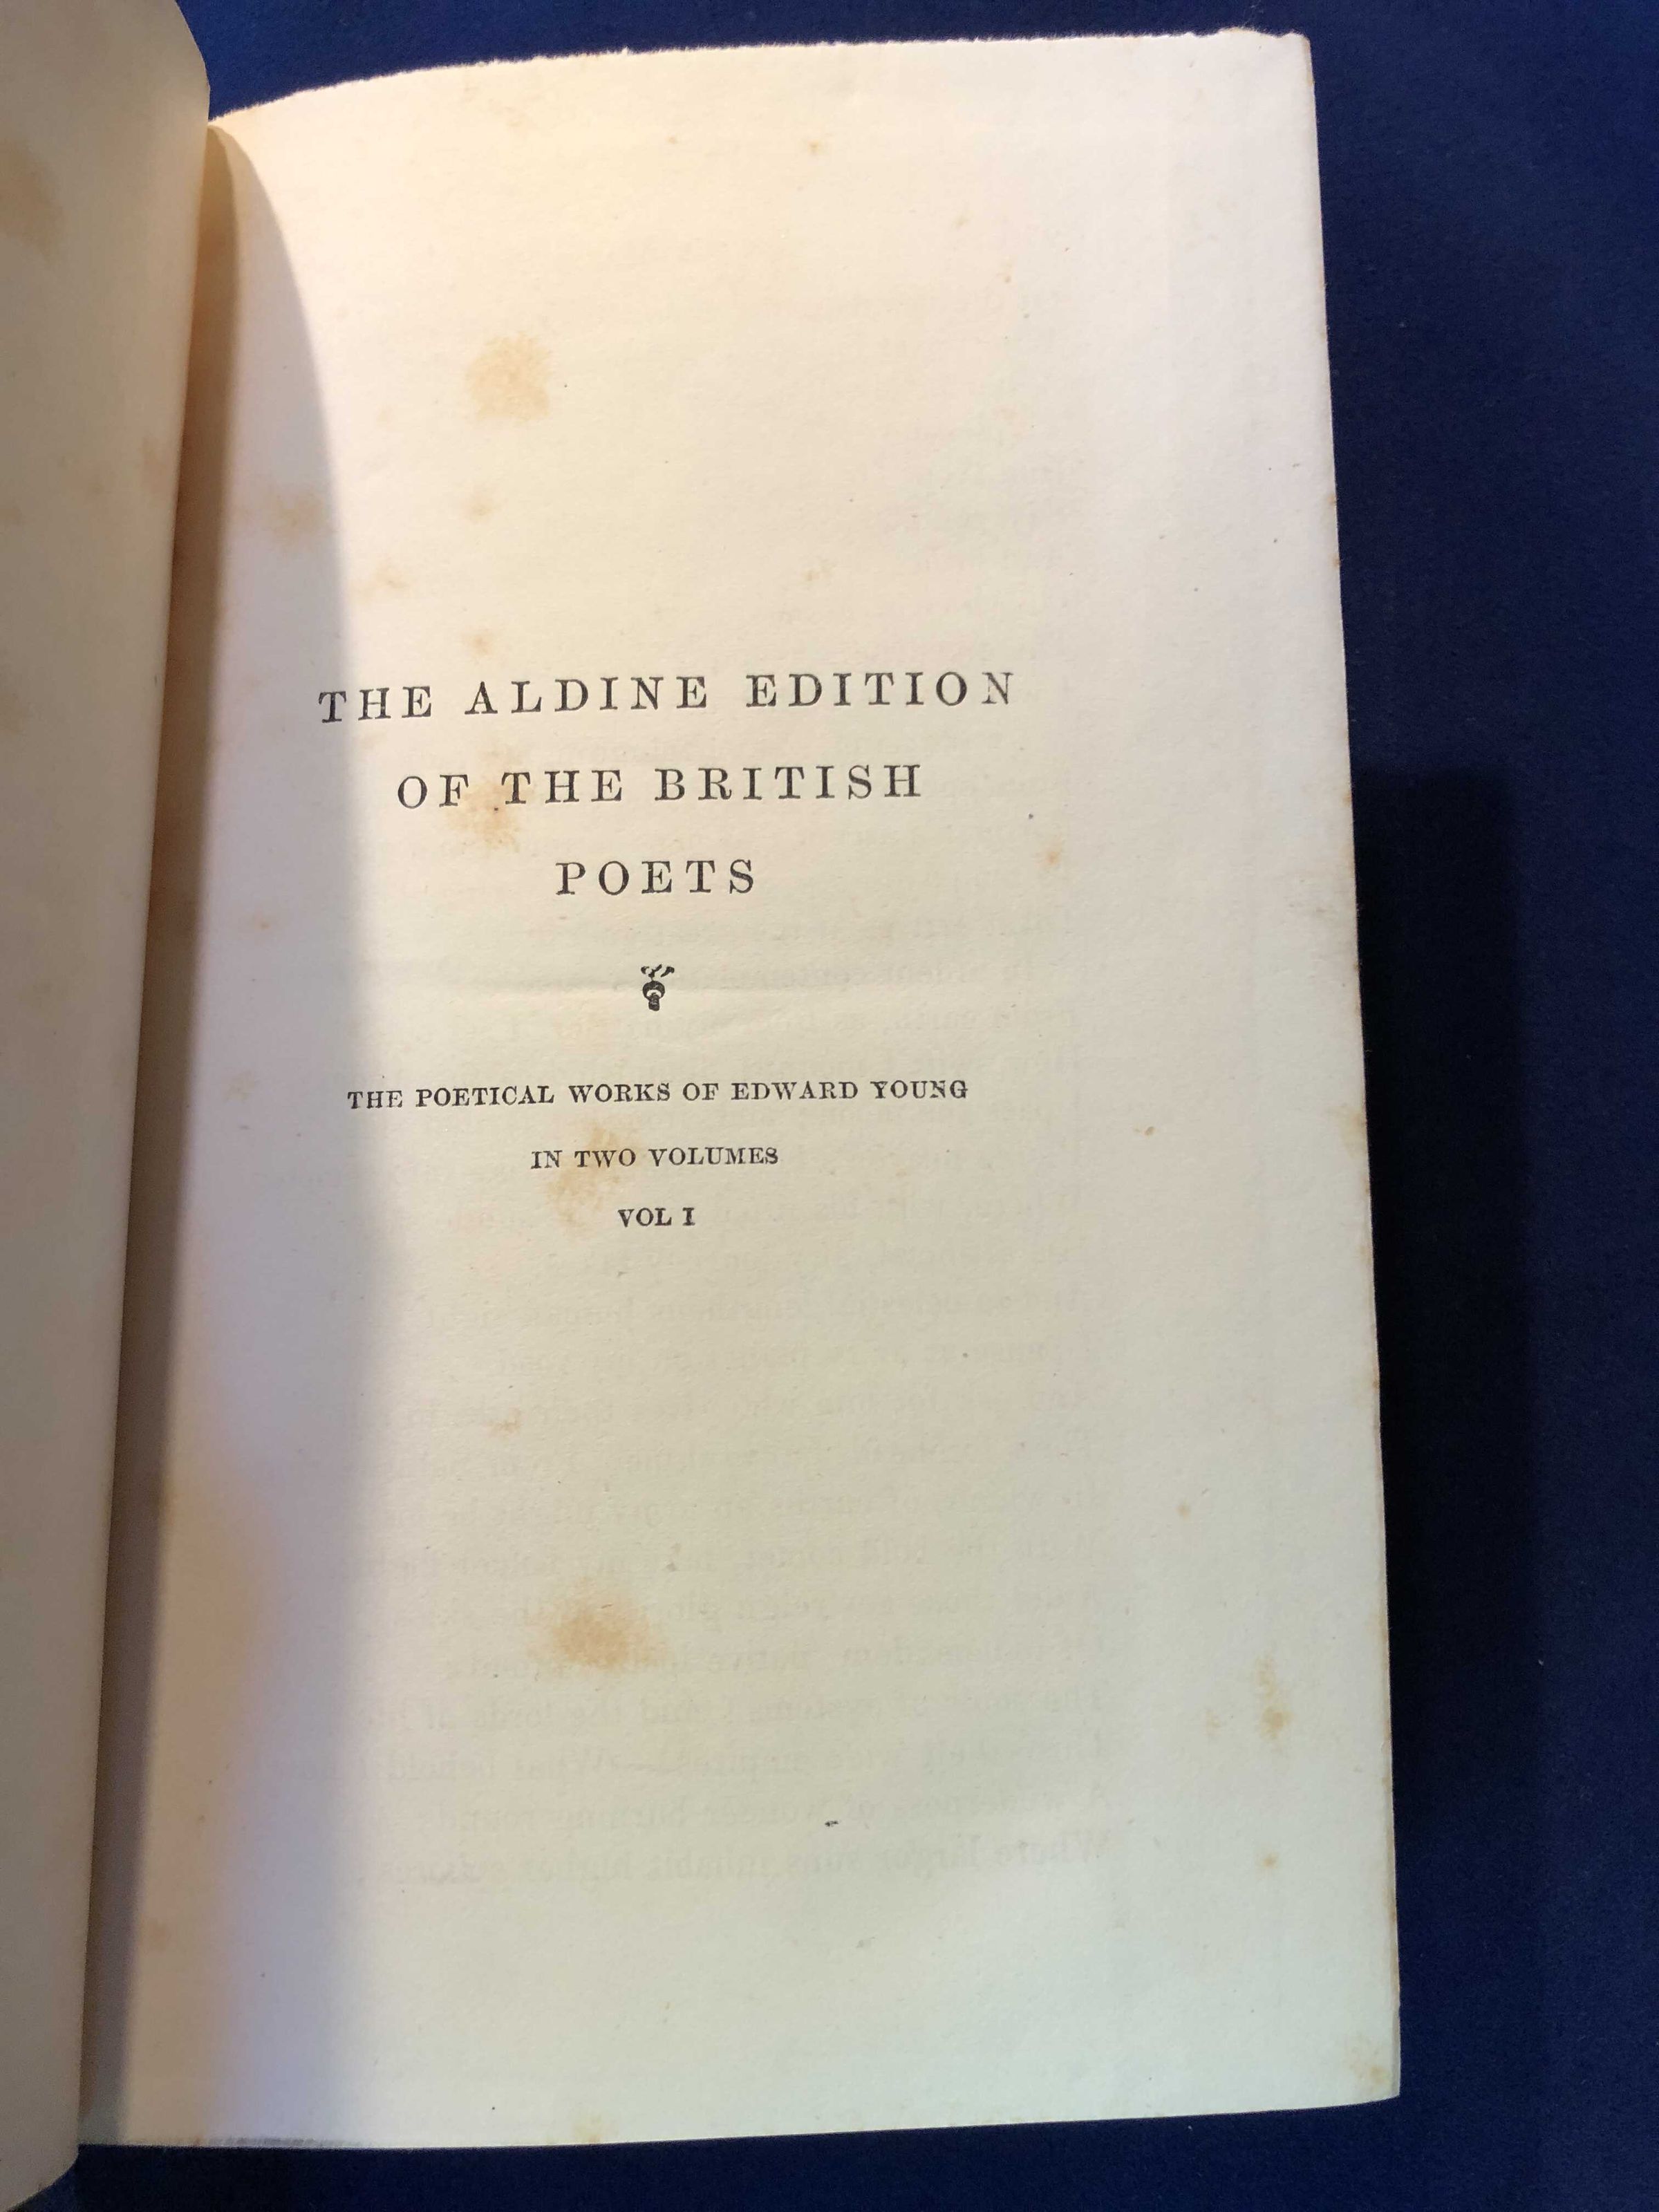 THE ALDINE EDITION
OF THE BRITISH
POETS
THE POETICAL WORKS OF EDWARD YOUNG
IN TWO VOLUMES
VOL I